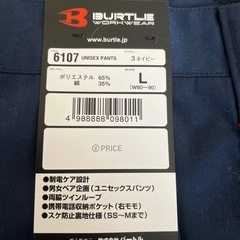 BURTLE
WORKWEAR
www.burtle.jp
品番
6107 UNISEX PANTS
3ネイビー
ポリエステル 65%
綿 35%
L
(W80〜90)
4988888098011
PRICE
●制電ケア設計
●男女ペア企画(ユニセックスパンツ)
●両脇ツインループ
●携帯電話収納ポケット(右モモ)
●スケ防止裏地仕様(SS〜Mまで)